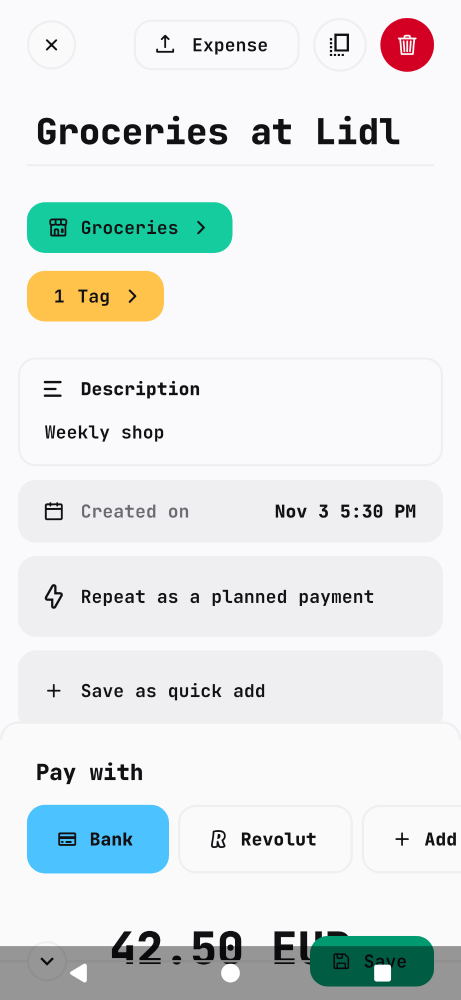 Expense
Groceries at Lidl
Groceries
1 Tag
Description
Weekly shop
Created on Nov 3 5:30 PM
Repeat as a planned payment
Save as quick add
Pay with
Bank Revolut Add
42.50 EUR
Save